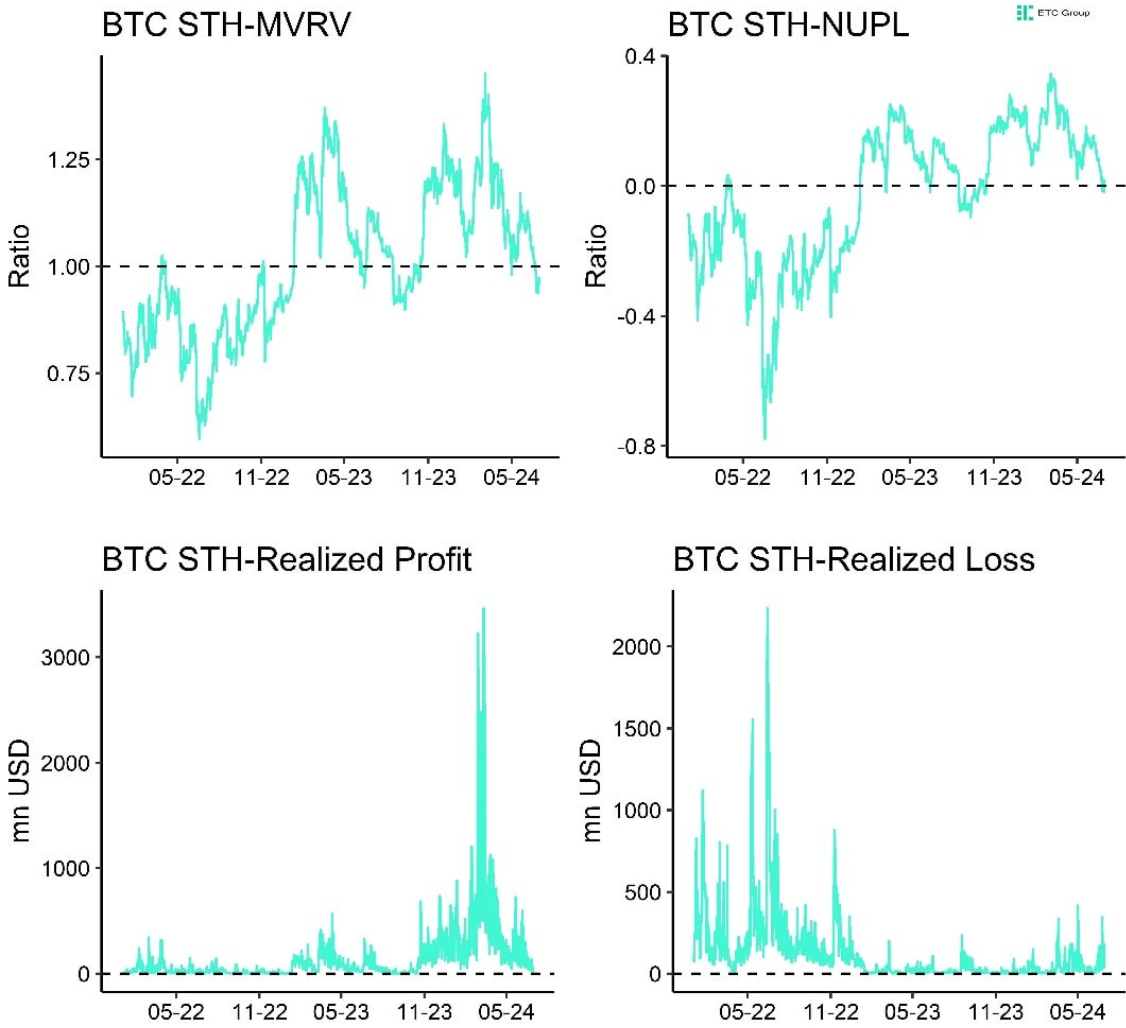 BTC STH-MVRV
Ratio
1.25
1.00
0.75
05-22 11-22 05-23 11-23 05-24
BTC STH-NUPL
ETC Group
Ratio
0.4
0.0
-0.4
-0.8
05-22 11-22 05-23 11-23 05-24
BTC STH-Realized Profit
mn USD
3000
2000
1000
0
05-22 11-22 05-23 11-23 05-24
BTC STH-Realized Loss
mn USD
2000
1500
1000
500
0
05-22 11-22 05-23 11-23 05-24